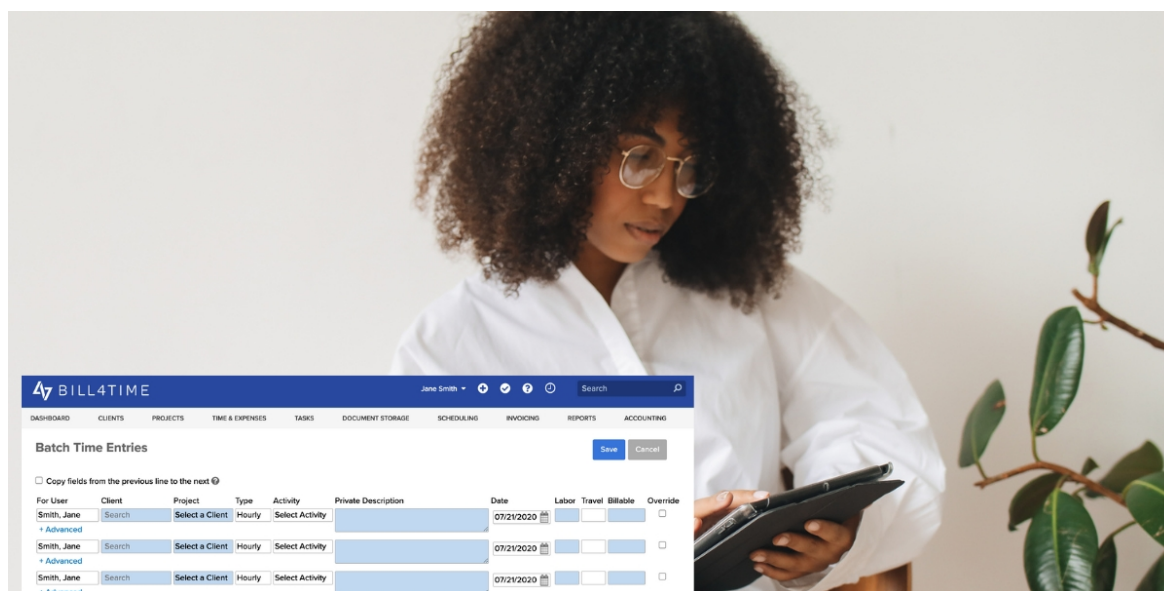 BILL4TIME
Jane Smith
Search
DASHBOARD CLIENTS PROJECTS TIME & EXPENSES TASKS DOCUMENT STORAGE SCHEDULING INVOICING REPORTS ACCOUNTING
Batch Time Entries
Save Cancel
Copy fields from the previous line to the next
For User Client Project Type Activity Private Description Date Labor Travel Billable Override
Smith, Jane Search Select a Client Hourly Select Activity 07/21/2020
+ Advanced
Smith, Jane Search Select a Client Hourly Select Activity 07/21/2020
+ Advanced
Smith, Jane Search Select a Client Hourly Select Activity 07/21/2020
+ Advanced